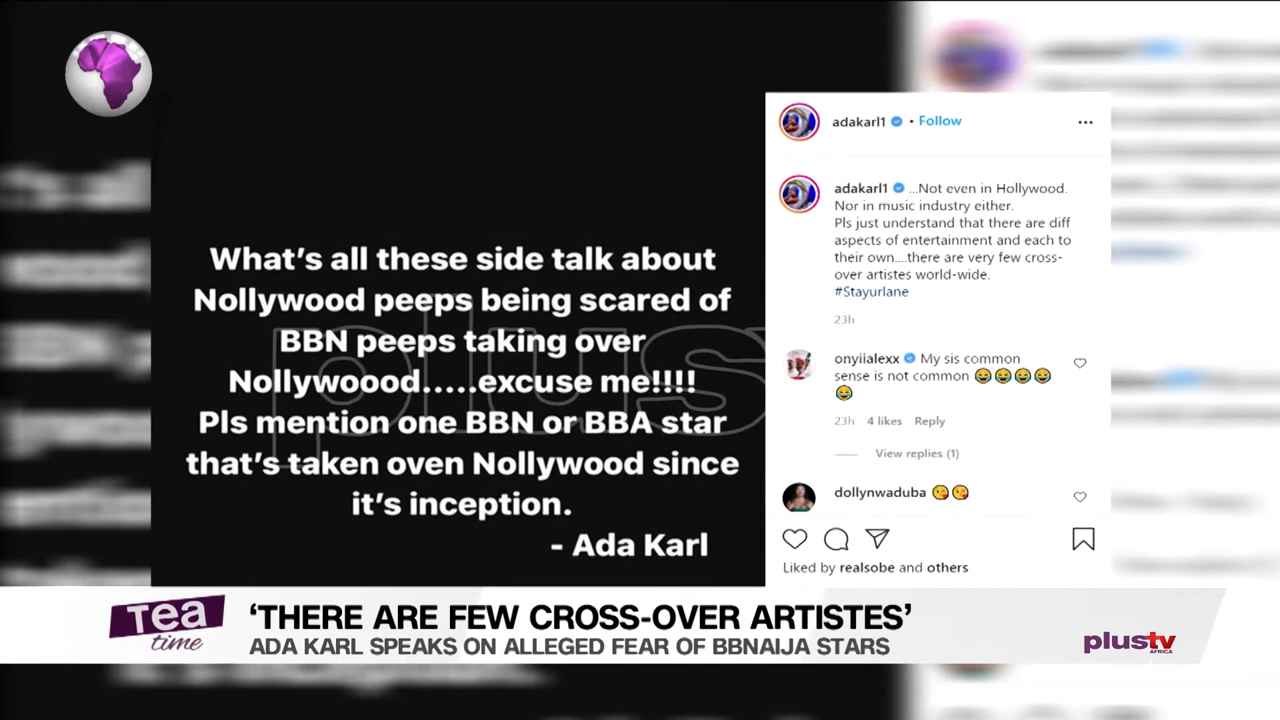 What's all these side talk about
Nollywood peeps being scared of
BBN peeps taking over
Nollywoood.....excuse me!!!!
Pls mention one BBN or BBA star
that's taken oven Nollywood since
it's inception.
- Ada Karl
plus
adakarl1 • Follow
adakarl1 ...Not even in Hollywood.
Nor in music industry either.
Pls just understand that there are diff
aspects of entertainment and each to
their own....there are very few cross-
over artistes world-wide.
#Stayurlane
23h
onyiialexx My sis common
sense is not common 😂😂😂😂
😂
23h 4 likes Reply
View replies (1)
dollynwaduba 😘😘
Liked by realsobe and others
Tea
time
'THERE ARE FEW CROSS-OVER ARTISTES'
ADA KARL SPEAKS ON ALLEGED FEAR OF BBNAIJA STARS
plustv
AFRICA